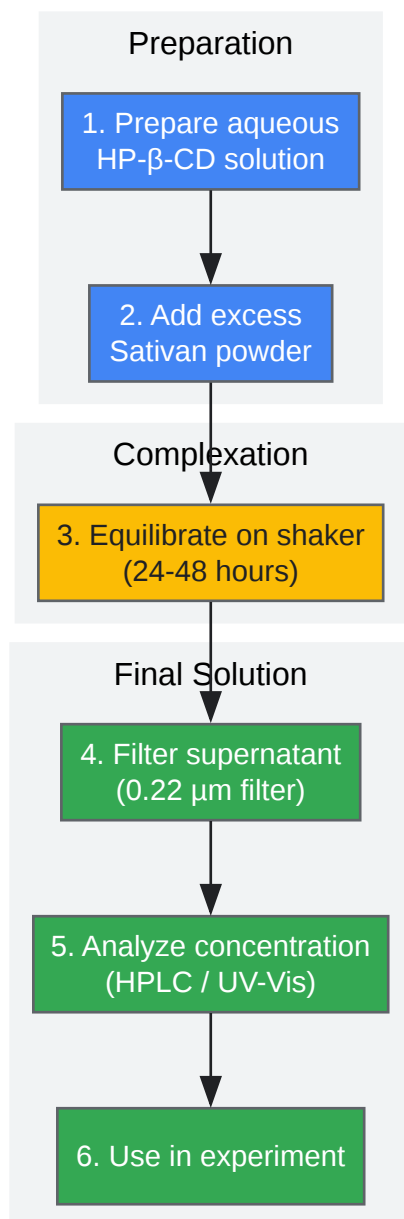 Preparation
1. Prepare aqueous
HP-β-CD solution
2. Add excess
Sativan powder
Complexation
3. Equilibrate on shaker
(24-48 hours)
Final Solution
4. Filter supernatant
(0.22 µm filter)
5. Analyze concentration
(HPLC / UV-Vis)
6. Use in experiment